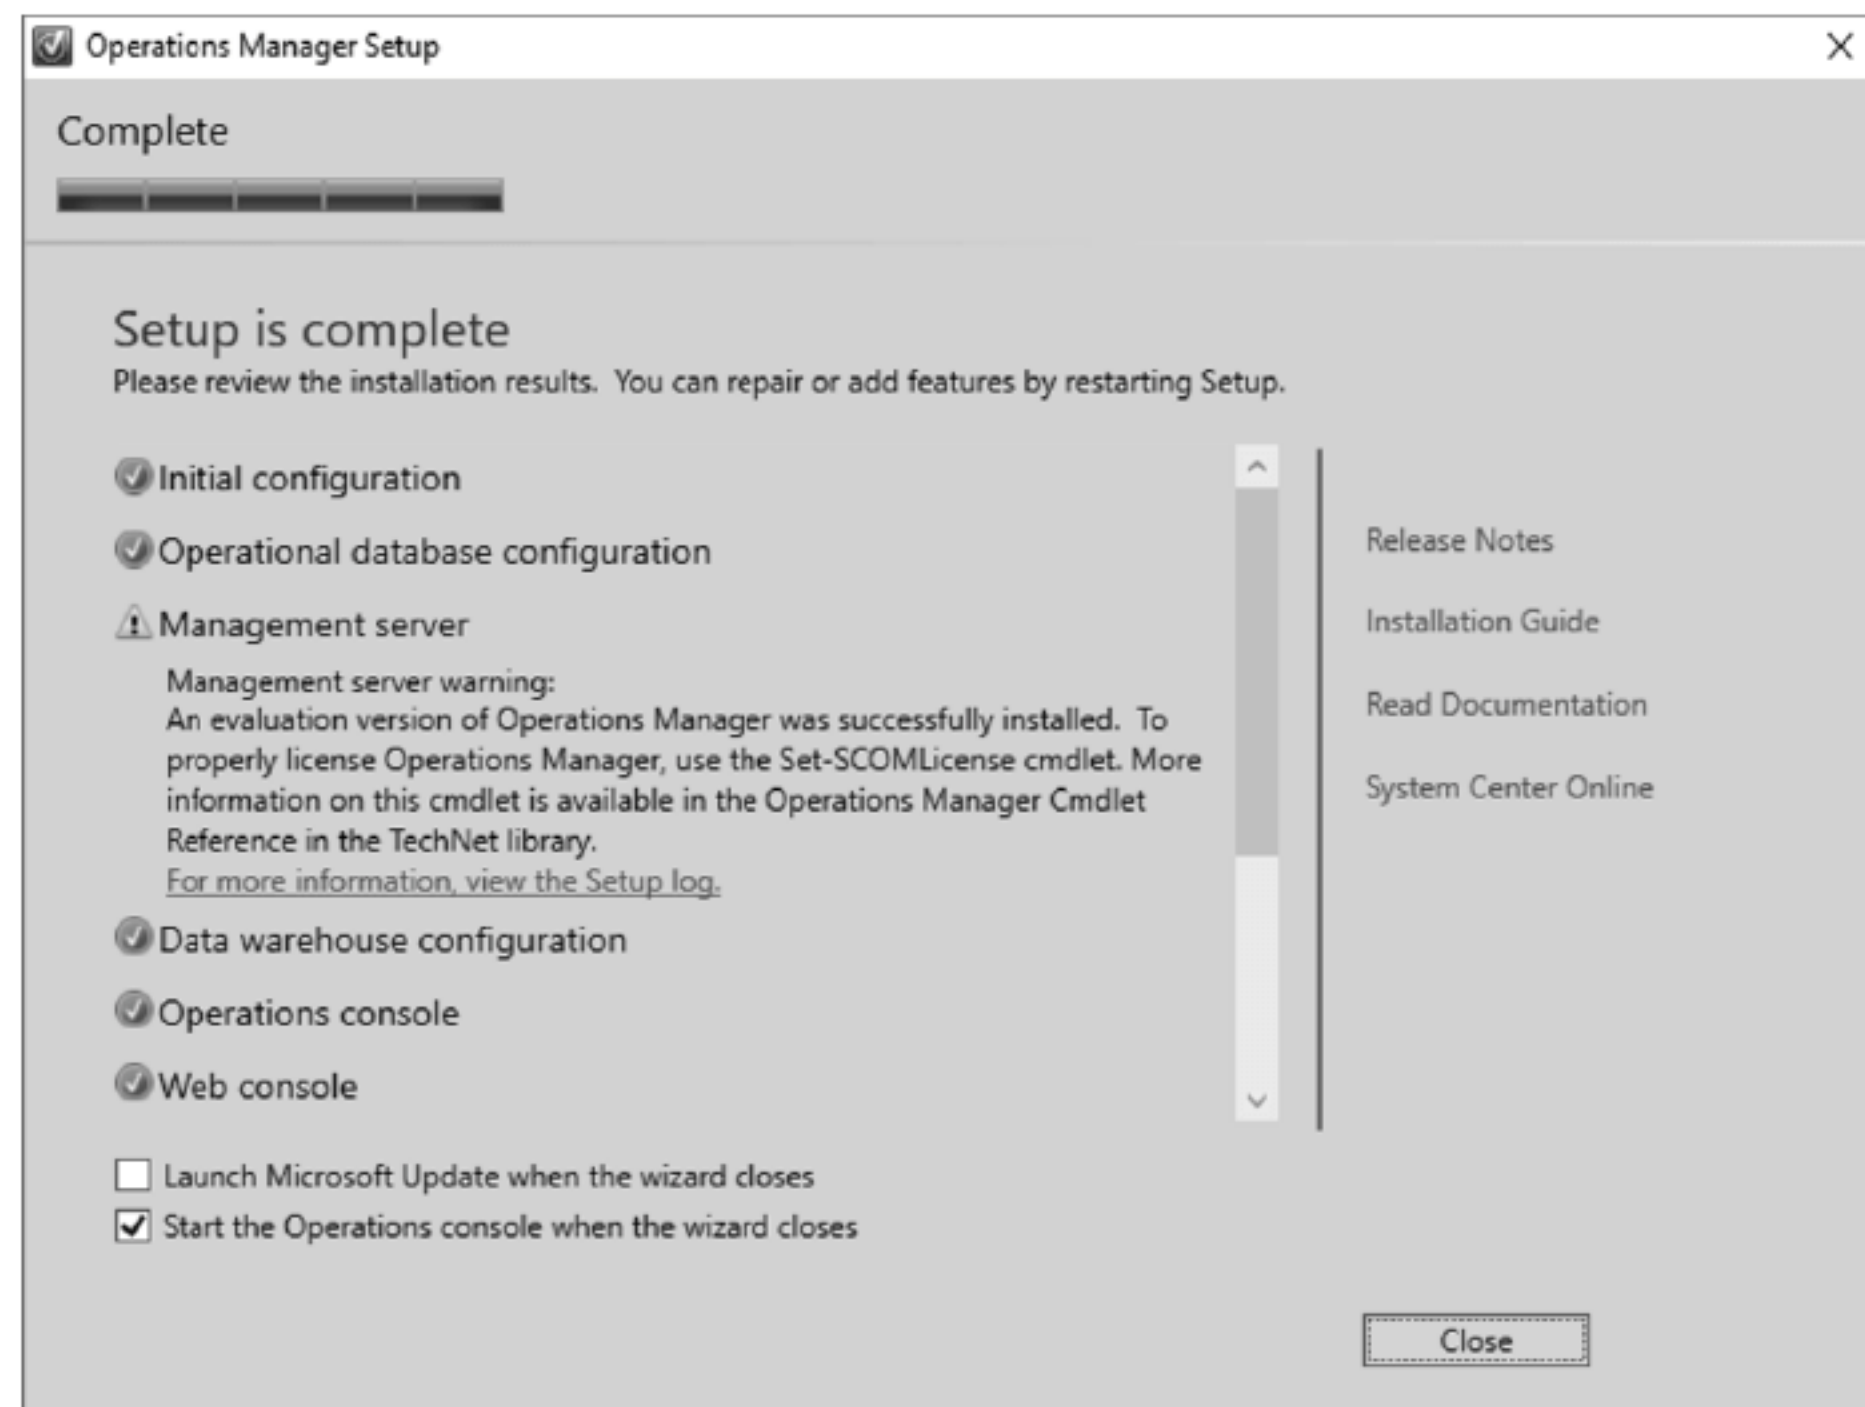 Operations Manager Setup
Complete
Setup is complete
Please review the installation results.  You can repair or add features by restarting Setup.
Initial configuration
Operational database configuration
Management server
Management server warning:
An evaluation version of Operations Manager was successfully installed.  To
properly license Operations Manager, use the Set-SCOMLicense cmdlet. More
information on this cmdlet is available in the Operations Manager Cmdlet
Reference in the TechNet library.
For more information, view the Setup log.
Data warehouse configuration
Operations console
Web console
Release Notes
Installation Guide
Read Documentation
System Center Online
Launch Microsoft Update when the wizard closes
Start the Operations console when the wizard closes
Close